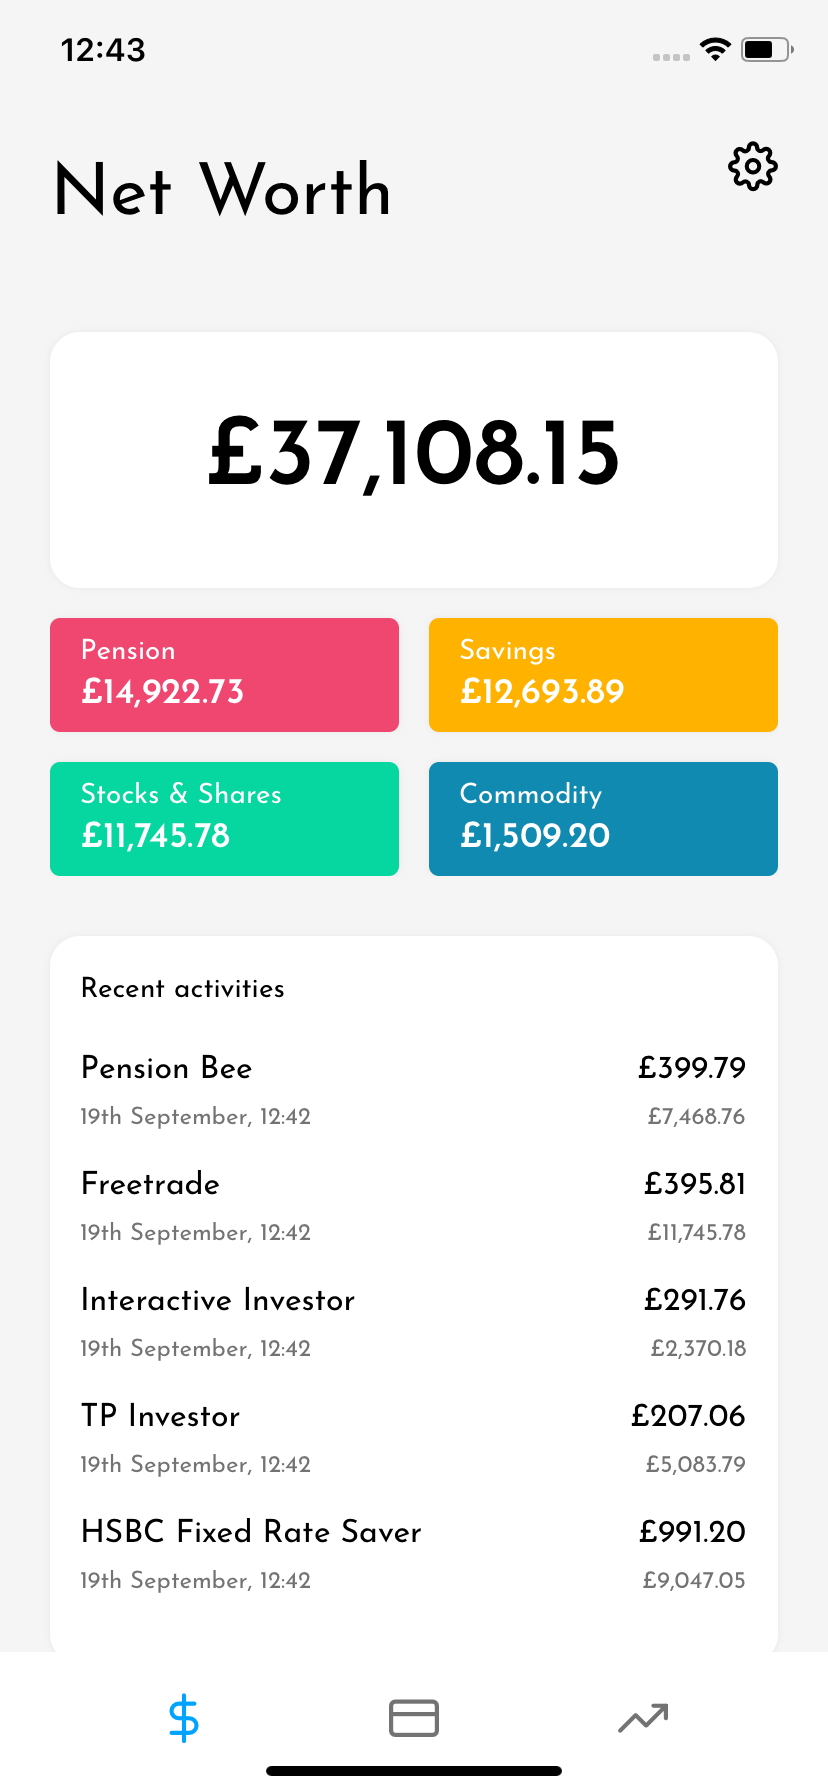 12:43
Net Worth
£37,108.15
Pension
£14,922.73
Savings
£12,693.89
Stocks & Shares
£11,745.78
Commodity
£1,509.20
Recent activities
Pension Bee £399.79
19th September, 12:42 £7,468.76
Freetrade £395.81
19th September, 12:42 £11,745.78
Interactive Investor £291.76
19th September, 12:42 £2,370.18
TP Investor £207.06
19th September, 12:42 £5,083.79
HSBC Fixed Rate Saver £991.20
19th September, 12:42 £9,047.05